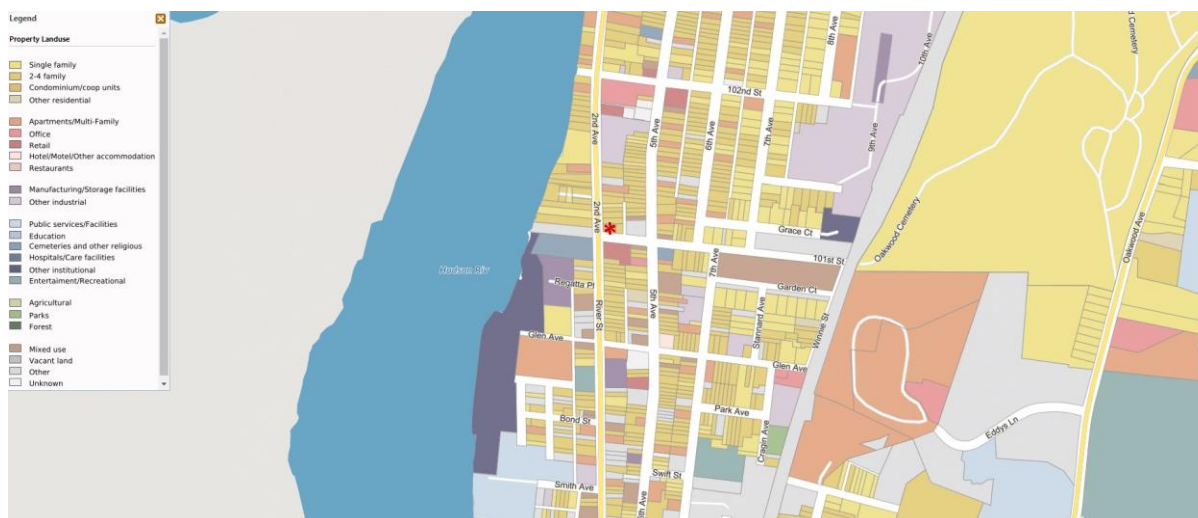 Legend
Property Landuse
Single family
2-4 family
Condominium/coop units
Other residential
Apartments/Multi-Family
Office
Retail
Hotel/Motel/Other accommodation
Restaurants
Manufacturing/Storage facilities
Other industrial
Public services/Facilities
Education
Cemeteries and other religious
Hospitals/Care facilities
Other institutional
Entertaiment/Recreational
Agricultural
Parks
Forest
Mixed use
Vacant land
Other
Unknown
8th Ave
10th Ave
Oakwood Cemetery
102nd St
2nd Ave
5th Ave
6th Ave
7th Ave
9th Ave
2nd Ave
Grace Ct
Oakwood Cemetery
Oakwood Ave
101st St
Hudson Riv
7th Ave
Regatta Pl
Garden Ct
River St
5th Ave
Stannard Ave
Winnie St
Glen Ave
Glen Ave
Park Ave
Bond St
Cragin Ave
Eddys Ln
Swift St
Smith Ave